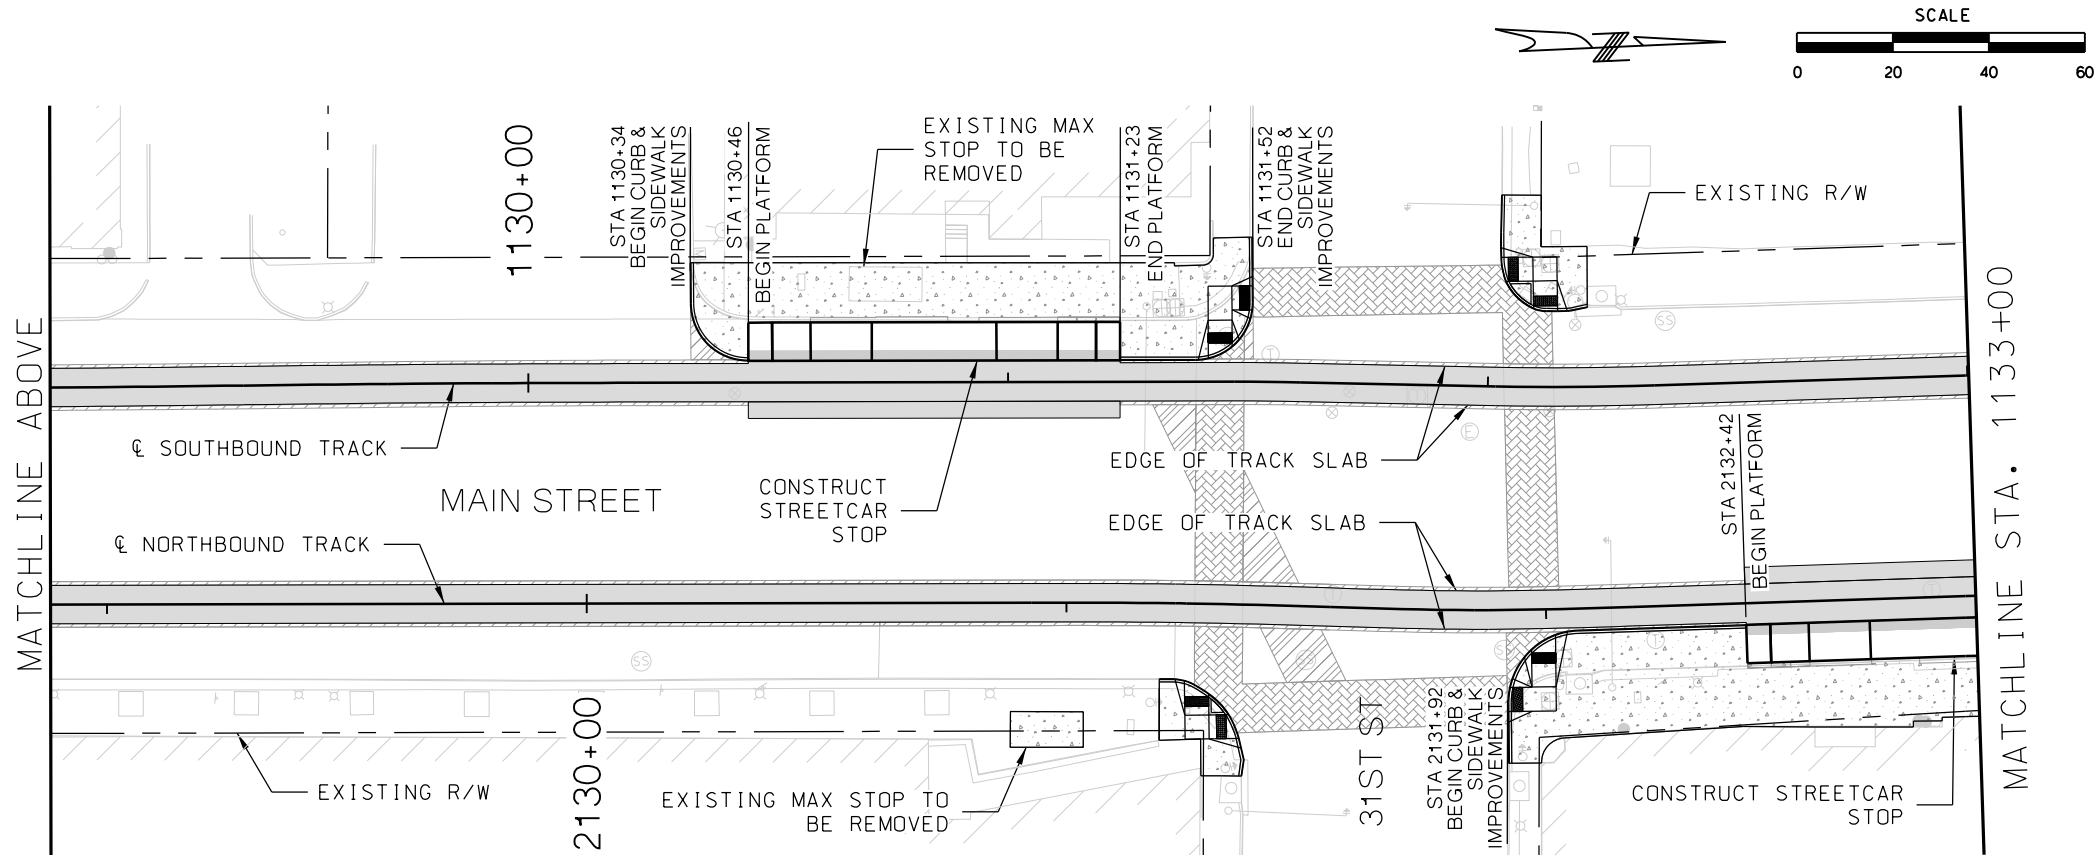 SCALE
0 20 40 60
MATCHLINE ABOVE
1130+00
STA 1130+34
BEGIN CURB &
SIDEWALK
IMPROVEMENTS
STA 1130+46
BEGIN PLATFORM
EXISTING MAX
STOP TO BE
REMOVED
STA 1131+23
END PLATFORM
STA 1131+52
END CURB &
SIDEWALK
IMPROVEMENTS
EXISTING R/W
MATCHLINE STA. 1133+00
℄ SOUTHBOUND TRACK
MAIN STREET
CONSTRUCT
STREETCAR
STOP
EDGE OF TRACK SLAB
EDGE OF TRACK SLAB
STA 2132+42
BEGIN PLATFORM
℄ NORTHBOUND TRACK
SS
T
E
T
SS
SS
S
T
T
EXISTING R/W
2130+00
EXISTING MAX STOP TO
BE REMOVED
31ST ST
STA 2131+92
BEGIN CURB &
SIDEWALK
IMPROVEMENTS
CONSTRUCT STREETCAR
STOP